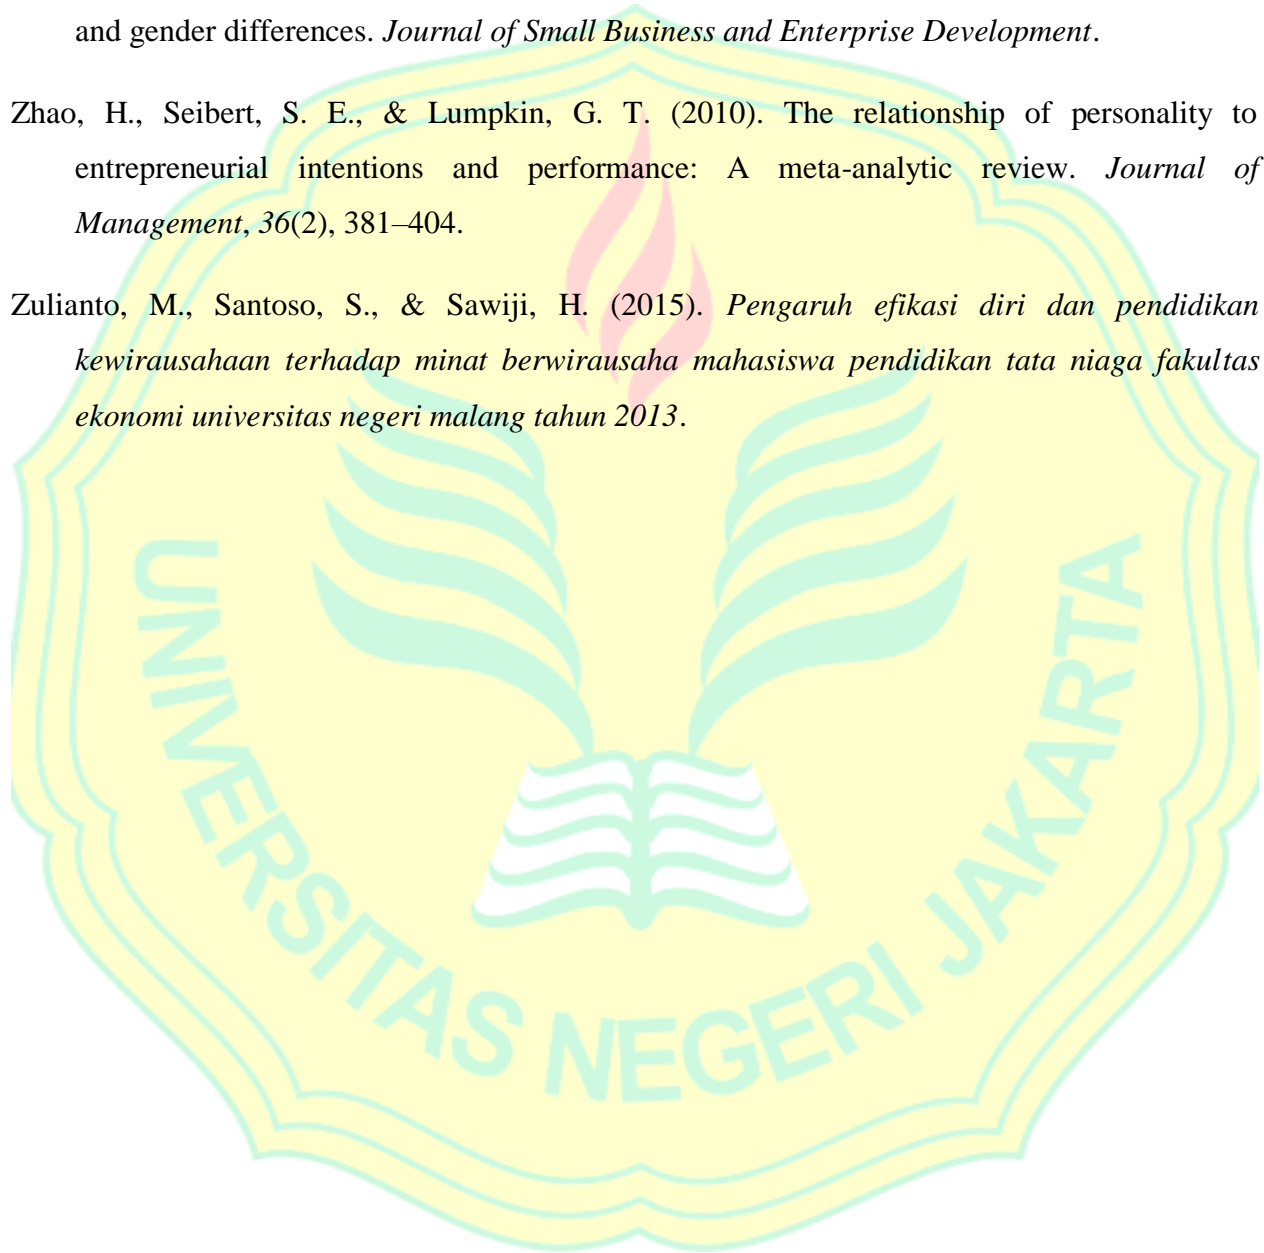 and gender differences. Journal of Small Business and Enterprise Development.
Zhao, H., Seibert, S. E., & Lumpkin, G. T. (2010). The relationship of personality to
entrepreneurial intentions and performance: A meta-analytic review. Journal of
Management, 36(2), 381–404.
Zulianto, M., Santoso, S., & Sawiji, H. (2015). Pengaruh efikasi diri dan pendidikan
kewirausahaan terhadap minat berwirausaha mahasiswa pendidikan tata niaga fakultas
ekonomi universitas negeri malang tahun 2013.
UNIVERSITAS NEGERI JAKARTA